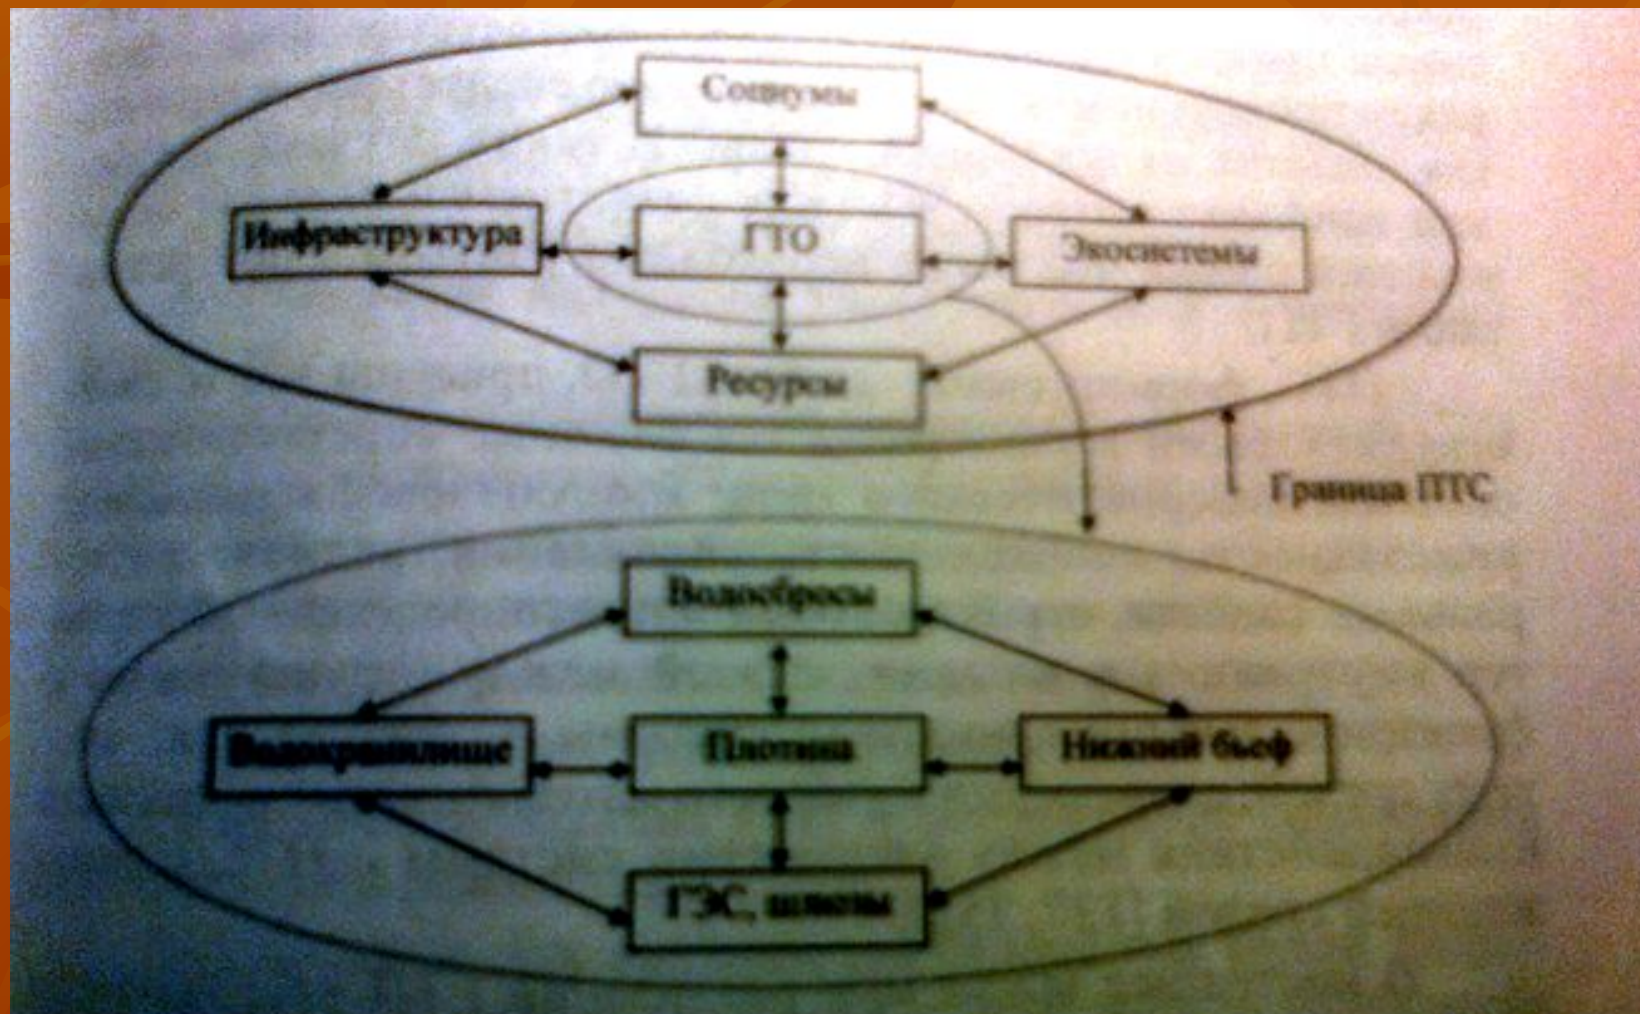 Социумы
Инфраструктура
ГТО
Экосистемы
Ресурсы
Граница ПТС
Водосбросы
Водохранилище
Плотина
Нижний бьеф
ГЭС, шлюзы